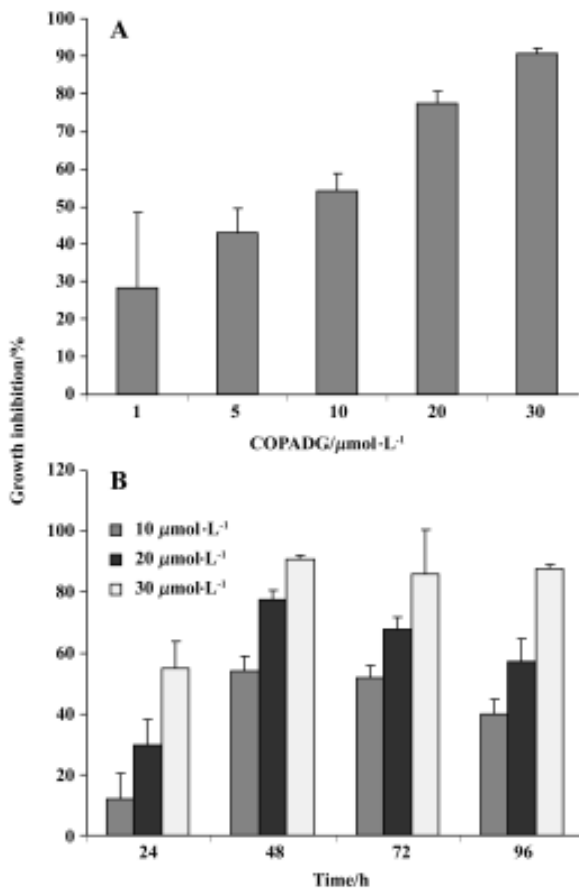 A
Growth inhibition/%
100
90
80
70
60
50
40
30
20
10
0
1 5 10 20 30
COPADG/μmol·L⁻¹
B
120
100
80
60
40
20
0
10 μmol·L⁻¹
20 μmol·L⁻¹
30 μmol·L⁻¹
24 48 72 96
Time/h